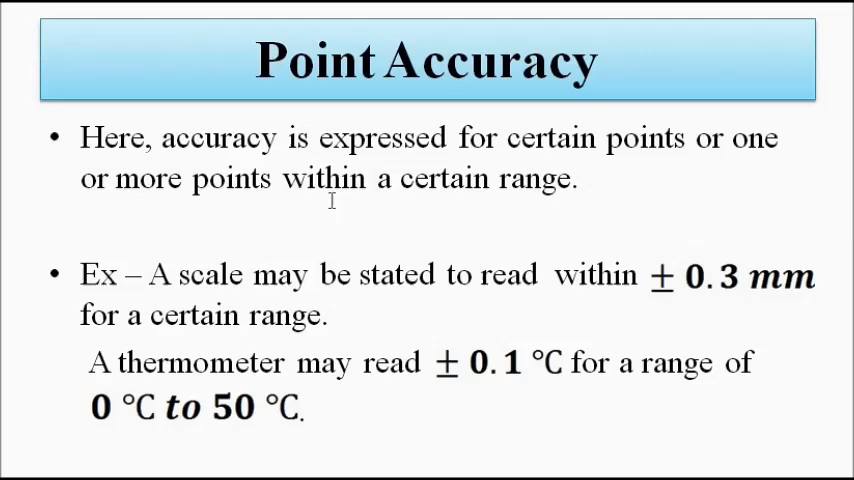 Point Accuracy
• Here, accuracy is expressed for certain points or one
or more points within a certain range.
• Ex – A scale may be stated to read within ± 0.3 mm
for a certain range.
A thermometer may read ± 0.1 °C for a range of
0 °C to 50 °C.